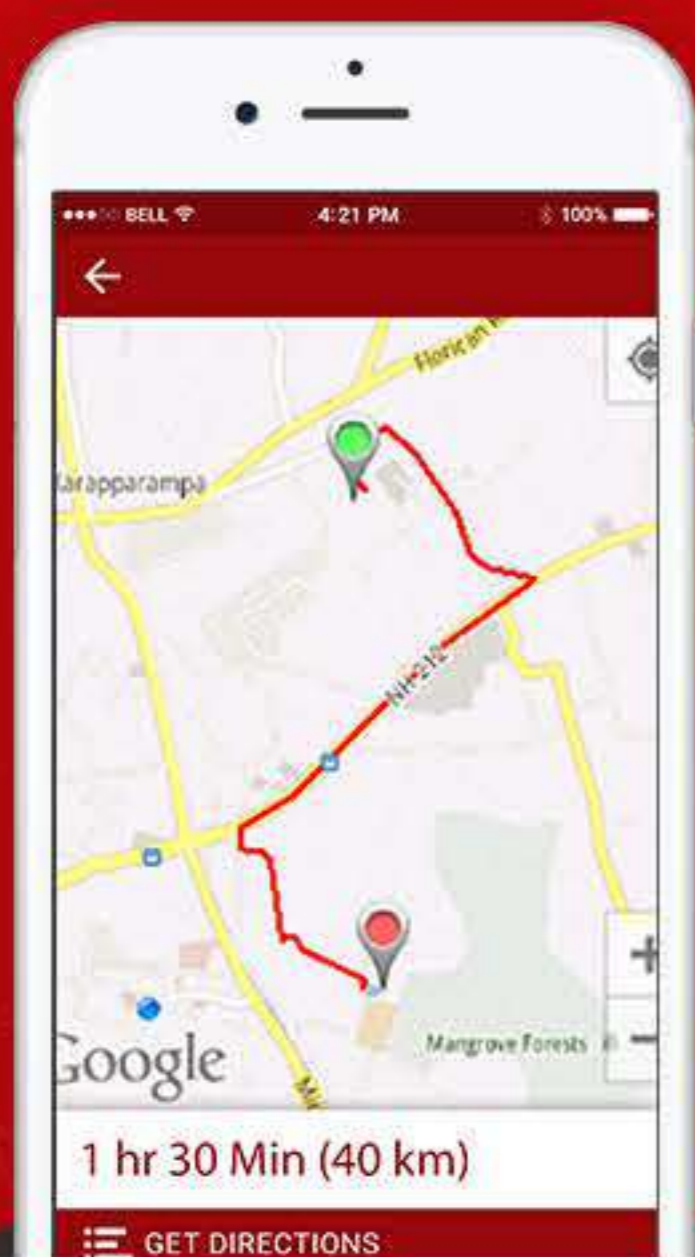 BELL 4:21 PM 100%
Florican
larapparampa
NH 212
Google
Mangrove Forests
1 hr 30 Min (40 km)
GET DIRECTIONS